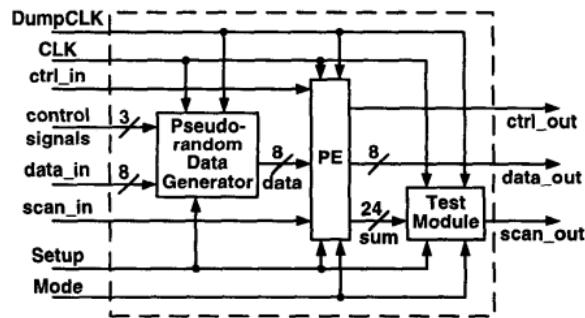 DumpCLK
CLK
ctrl_in
control
signals
3
data_in
8
scan_in
Setup
Mode
Pseudo-
random
Data
Generator
8
data
PE
8
24
sum
Test
Module
ctrl_out
data_out
scan_out